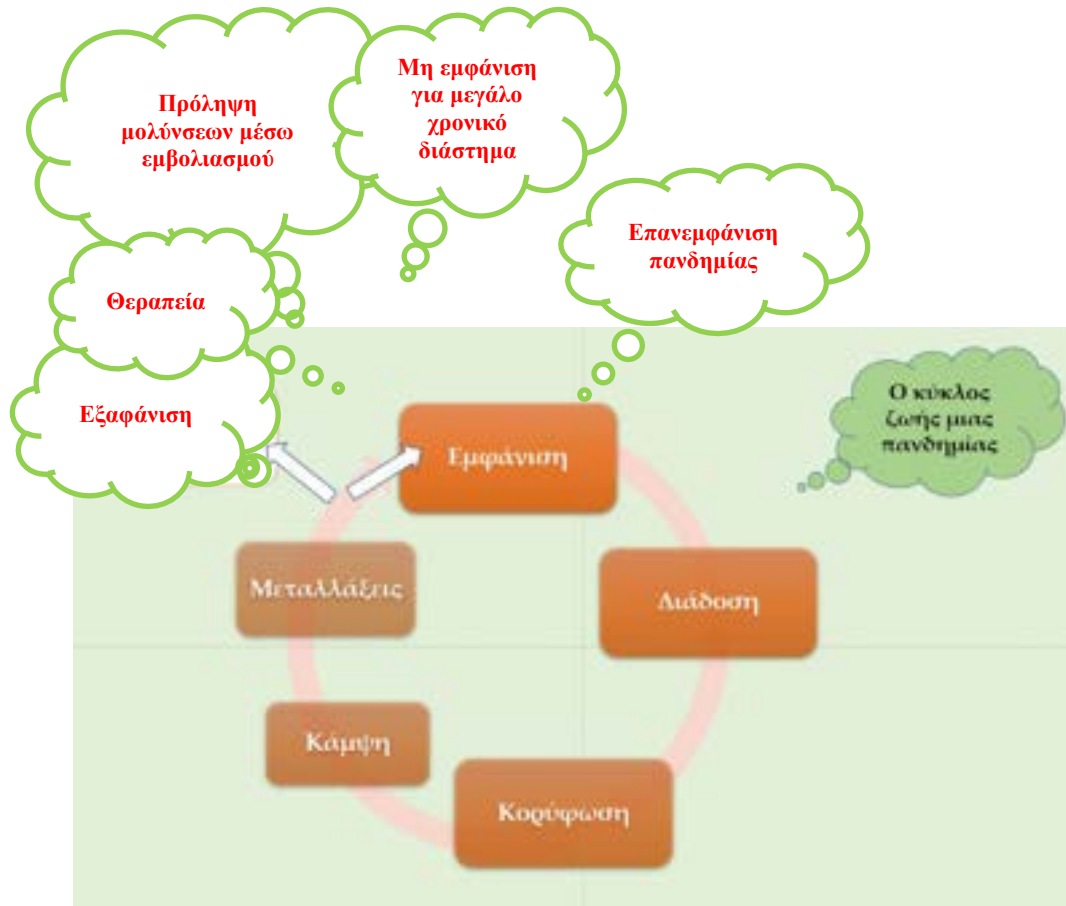 Πρόληψη
μολύνσεων μέσω
εμβολιασμού
Μη εμφάνιση
για μεγάλο
χρονικό
διάστημα
Επανεμφάνιση
πανδημίας
Θεραπεία
Εξαφάνιση
Ο κύκλος
ζωής μιας
πανδημίας
Εμφάνιση
Διάδοση
Μεταλλάξεις
Κάμψη
Κορύφωση